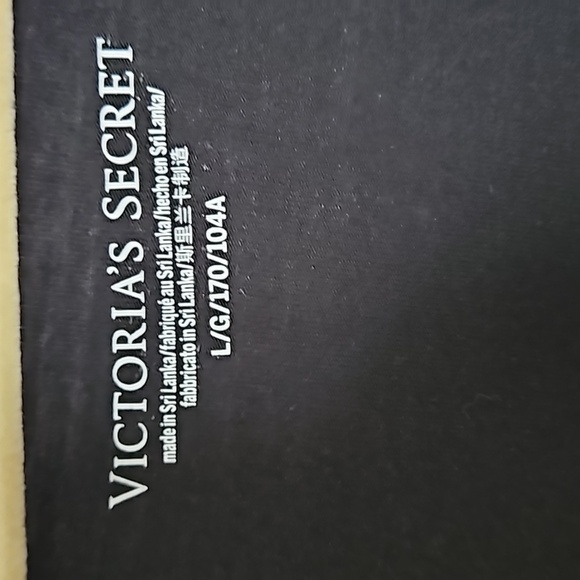 VICTORIA'S SECRET
made in Sri Lanka/fabriqué au Sri Lanka/hecho en Sri Lanka/
fabbricato in Sri Lanka/斯里兰卡制造
L/G/170/104A